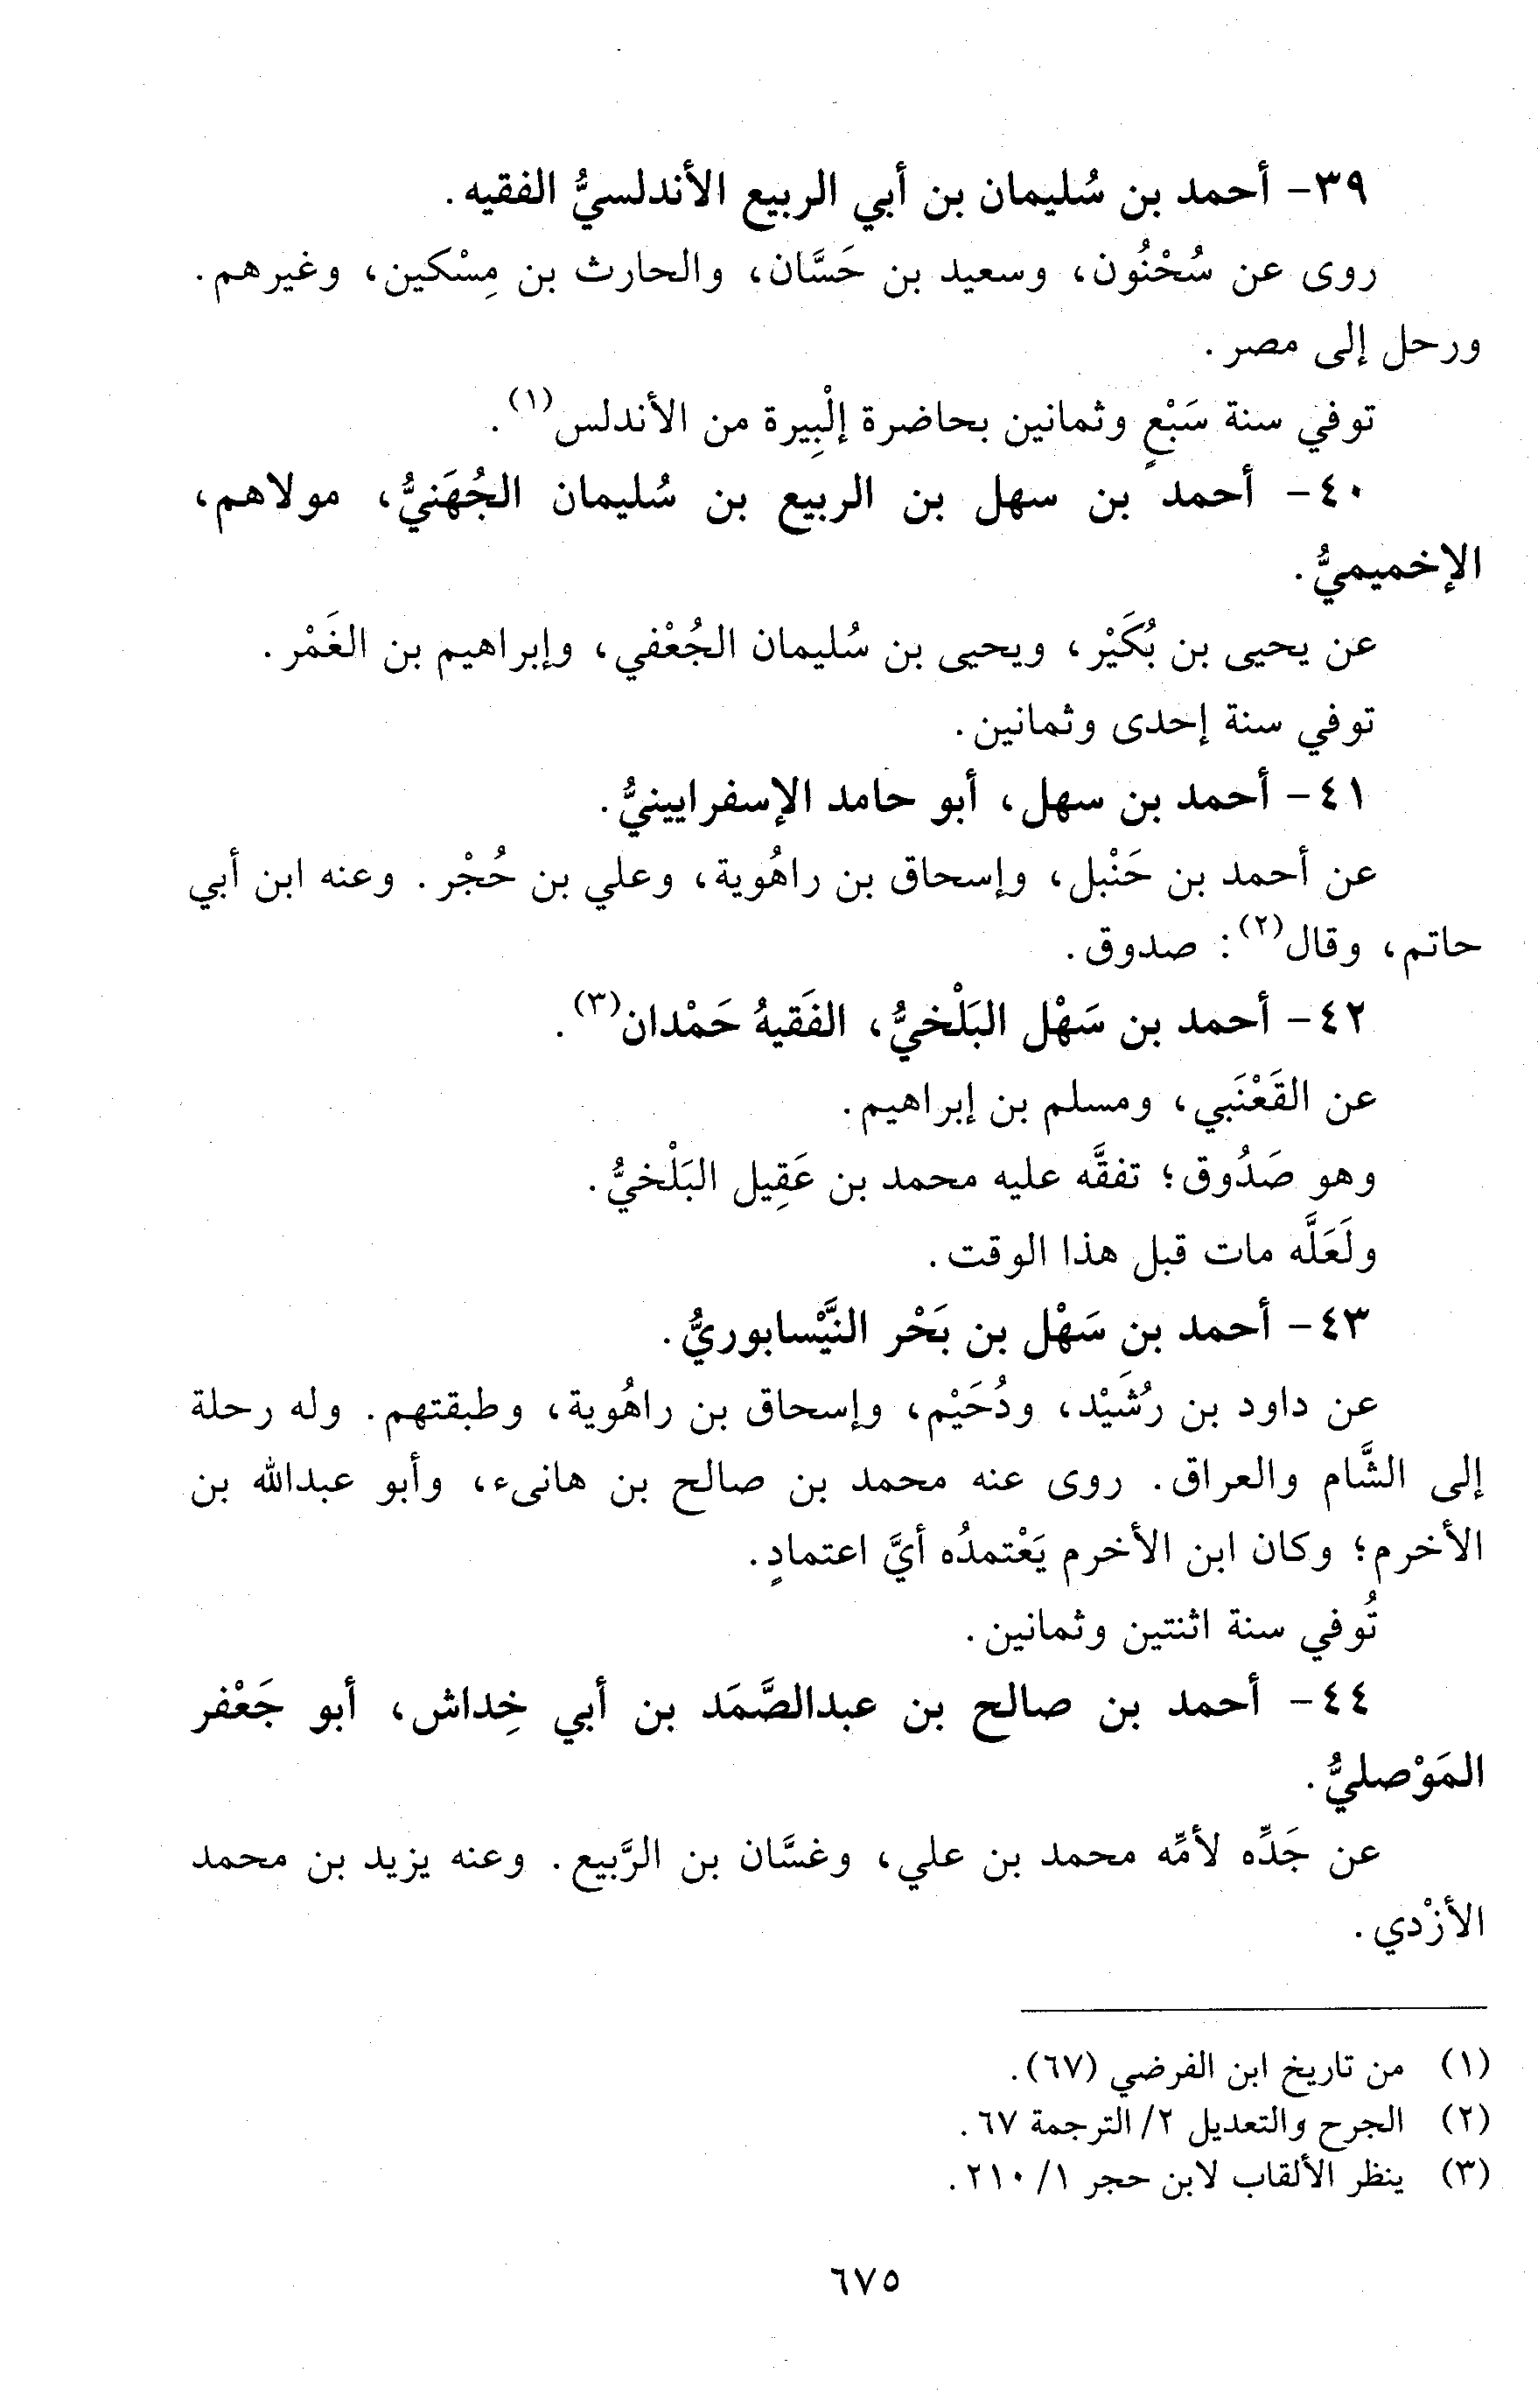 ٣٩- أحمد بن سُليمان بن أبي الربيع الأندلسيُّ الفقيه.
روى عن سُحْنُون، وسعيد بن حَسَّان، والحارث بن مِسْكين، وغيرهم.
ورحل إلى مصر.
توفي سنة سَبْعٍ وثمانين بحاضرة إلْبِيرة من الأندلس(١).
٤٠- أحمد بن سهل بن الربيع بن سُليمان الجُهَنيُّ، مولاهم،
الإخميميُّ.
عن يحيى بن بُكَيْر، ويحيى بن سُليمان الجُعْفي، وإبراهيم بن الغَمْر.
توفي سنة إحدى وثمانين.
٤١- أحمد بن سهل، أبو حامد الإسفرايينيُّ.
عن أحمد بن حَنْبل، وإسحاق بن راهُوية، وعلي بن حُجْر. وعنه ابن أبي
حاتم، وقال(٢): صدوق.
٤٢- أحمد بن سَهْل البَلْخيُّ، الفَقيهُ حَمْدان(٣).
عن القَعْنَبي، ومسلم بن إبراهيم.
وهو صَدُوق؛ تفقَّه عليه محمد بن عَقِيل البَلْخيُّ.
ولَعَلَّه مات قبل هذا الوقت.
٤٣- أحمد بن سَهْل بن بَحْر النَّيْسابوريُّ.
عن داود بن رُشَيْد، ودُحَيْم، وإسحاق بن راهُوية، وطبقتهم. وله رحلة
إلى الشَّام والعراق. روى عنه محمد بن صالح بن هانىء، وأبو عبدالله بن
الأخرم؛ وكان ابن الأخرم يَعْتمدُه أيَّ اعتمادٍ.
تُوفي سنة اثنتين وثمانين.
٤٤- أحمد بن صالح بن عبدالصَّمَد بن أبي خِداش، أبو جَعْفر
المَوْصليُّ.
عن جَدِّه لأمِّه محمد بن علي، وغسَّان بن الرَّبيع. وعنه يزيد بن محمد
الأزْدي.
(١) من تاريخ ابن الفرضي (٦٧).
(٢) الجرح والتعديل ٢/ الترجمة ٦٧.
(٣) ينظر الألقاب لابن حجر ١/ ٢١٠.
٦٧٥